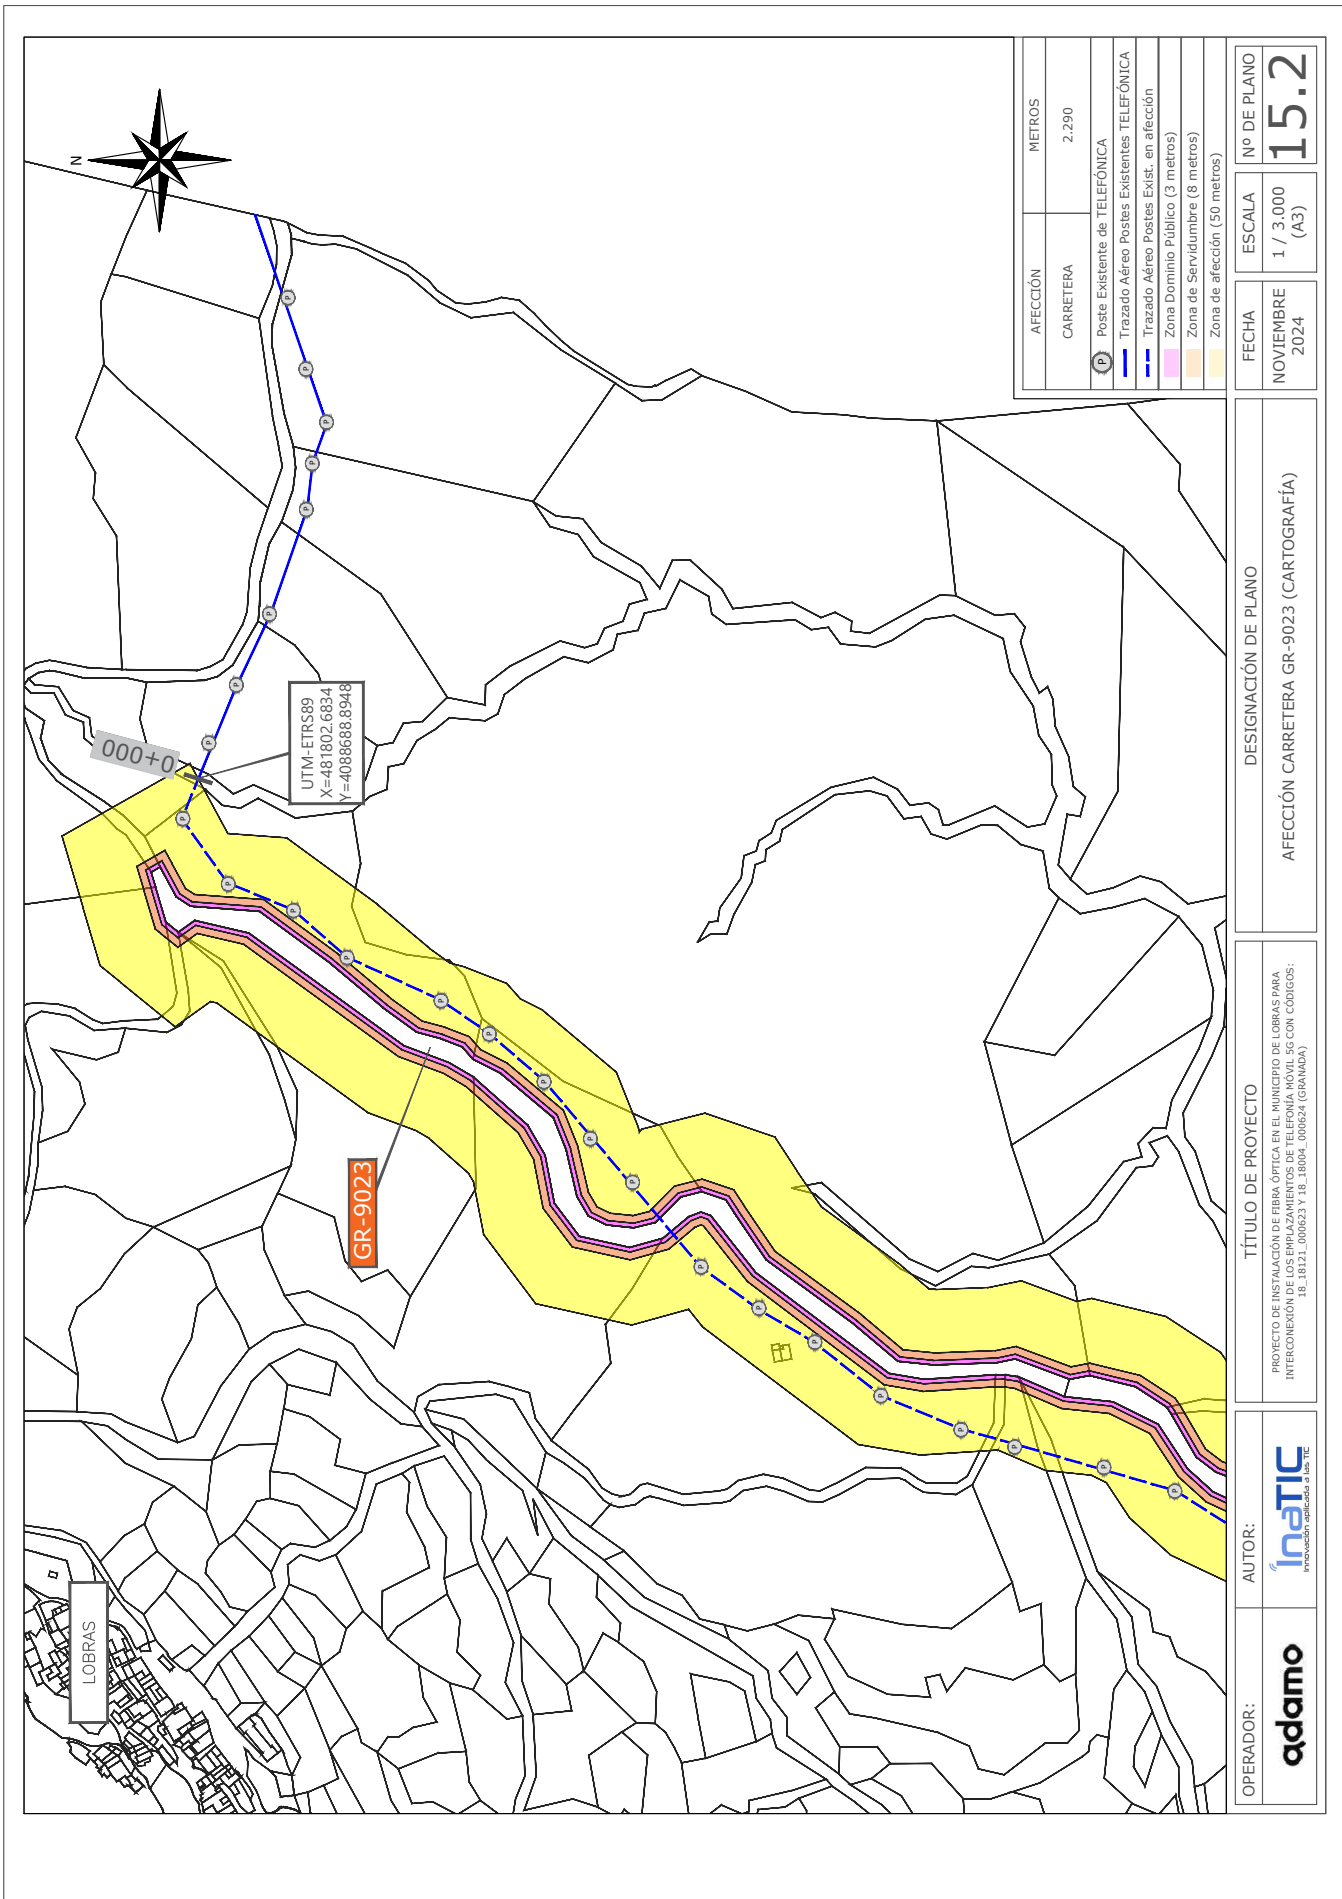 N
0+000
UTM-ETRS89
X=481802.6834
Y=4088688.8948
GR-9023
LOBRAS
AFECCIÓN
METROS
CARRETERA
2.290
P Poste Existente de TELEFÓNICA
Trazado Aéreo Postes Existentes TELEFÓNICA
Trazado Aéreo Postes Exist. en afección
Zona Dominio Público (3 metros)
Zona de Servidumbre (8 metros)
Zona de afección (50 metros)
OPERADOR:
adamo
AUTOR:
inaTIC
Innovación aplicada a las TIC
TÍTULO DE PROYECTO
PROYECTO DE INSTALACIÓN DE FIBRA ÓPTICA EN EL MUNICIPIO DE LOBRAS PARA
INTERCONEXIÓN DE LOS EMPLAZAMIENTOS DE TELEFONÍA MÓVIL 5G CON CÓDIGOS:
18_18121_000623 Y 18_18004_000624 (GRANADA)
DESIGNACIÓN DE PLANO
AFECCIÓN CARRETERA GR-9023 (CARTOGRAFÍA)
FECHA
NOVIEMBRE
2024
ESCALA
1 / 3.000
(A3)
Nº DE PLANO
15.2